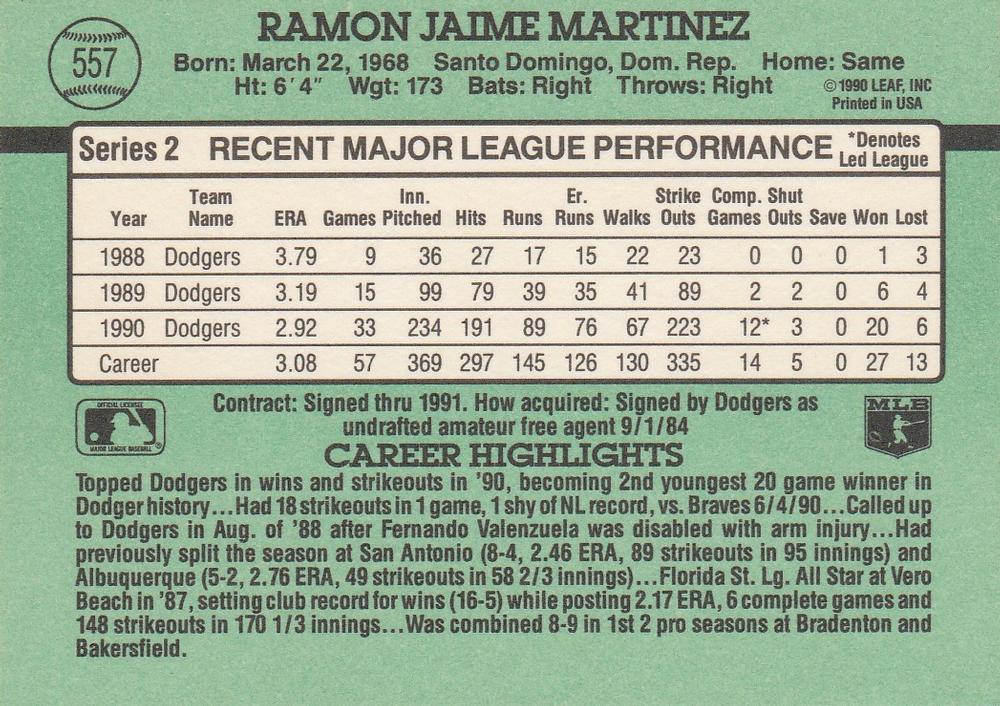 557
RAMON JAIME MARTINEZ
Born: March 22, 1968 Santo Domingo, Dom. Rep. Home: Same
Ht: 6´4˝ Wgt: 173 Bats: Right Throws: Right
©1990 LEAF, INC
Printed in USA
Series 2 RECENT MAJOR LEAGUE PERFORMANCE
*Denotes
Led League
Year Team Name ERA Games Inn. Pitched Hits Runs Er. Runs Walks Strike Outs Comp. Games Shut Outs Save Won Lost
1988 Dodgers 3.79 9 36 27 17 15 22 23 0 0 0 1 3
1989 Dodgers 3.19 15 99 79 39 35 41 89 2 2 0 6 4
1990 Dodgers 2.92 33 234 191 89 76 67 223 12* 3 0 20 6
Career 3.08 57 369 297 145 126 130 335 14 5 0 27 13
OFFICIAL LICENSEE
MAJOR LEAGUE BASEBALL
®
Contract: Signed thru 1991. How acquired: Signed by Dodgers as
undrafted amateur free agent 9/1/84
MLB
CAREER HIGHLIGHTS
Topped Dodgers in wins and strikeouts in '90, becoming 2nd youngest 20 game winner in
Dodger history...Had 18 strikeouts in 1 game, 1 shy of NL record, vs. Braves 6/4/90...Called up
to Dodgers in Aug. of '88 after Fernando Valenzuela was disabled with arm injury...Had
previously split the season at San Antonio (8-4, 2.46 ERA, 89 strikeouts in 95 innings) and
Albuquerque (5-2, 2.76 ERA, 49 strikeouts in 58 2/3 innings)...Florida St. Lg. All Star at Vero
Beach in '87, setting club record for wins (16-5) while posting 2.17 ERA, 6 complete games and
148 strikeouts in 170 1/3 innings...Was combined 8-9 in 1st 2 pro seasons at Bradenton and
Bakersfield.